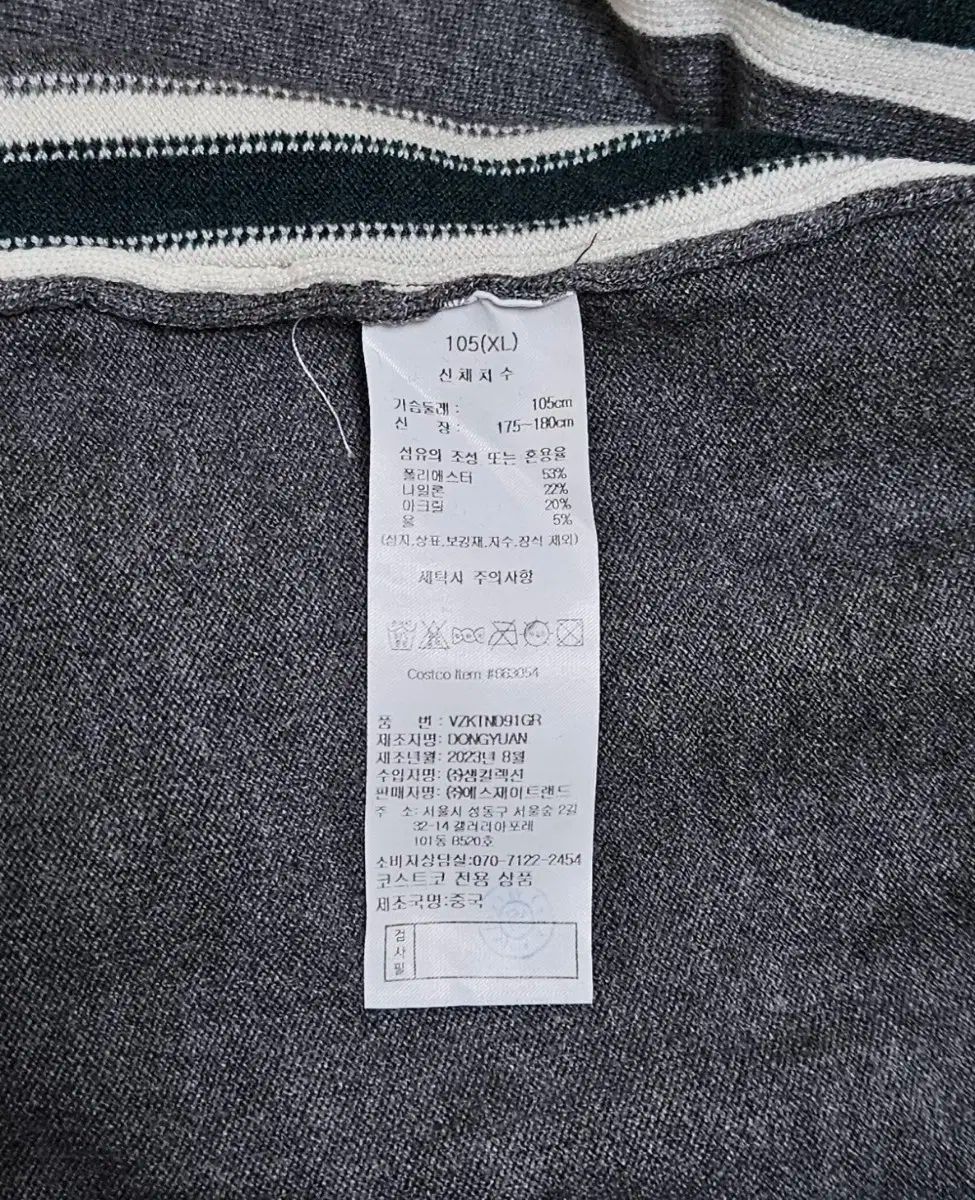 105(XL)
신체치수
가슴둘레 : 105cm
신 장 : 175~180cm
섬유의 조성 또는 혼용율
폴리에스터 53%
나일론 22%
아크릴 20%
울 5%
(심지.상표.보강재.자수.장식 제외)
세탁시 주의사항
Costco Item #663054
품 번 : VZKTND91GR
제조자명: DONGYUAN
제조년월: 2023년 8월
수입자명: (주)샘컬렉션
판매자명: (주)에스제이트랜드
주 소: 서울시 성동구 서울숲 2길
32-14 갤러리아포레
101동 B520호
소비자상담실:070-7122-2454
코스트코 전용 상품
제조국명:중국
검사필